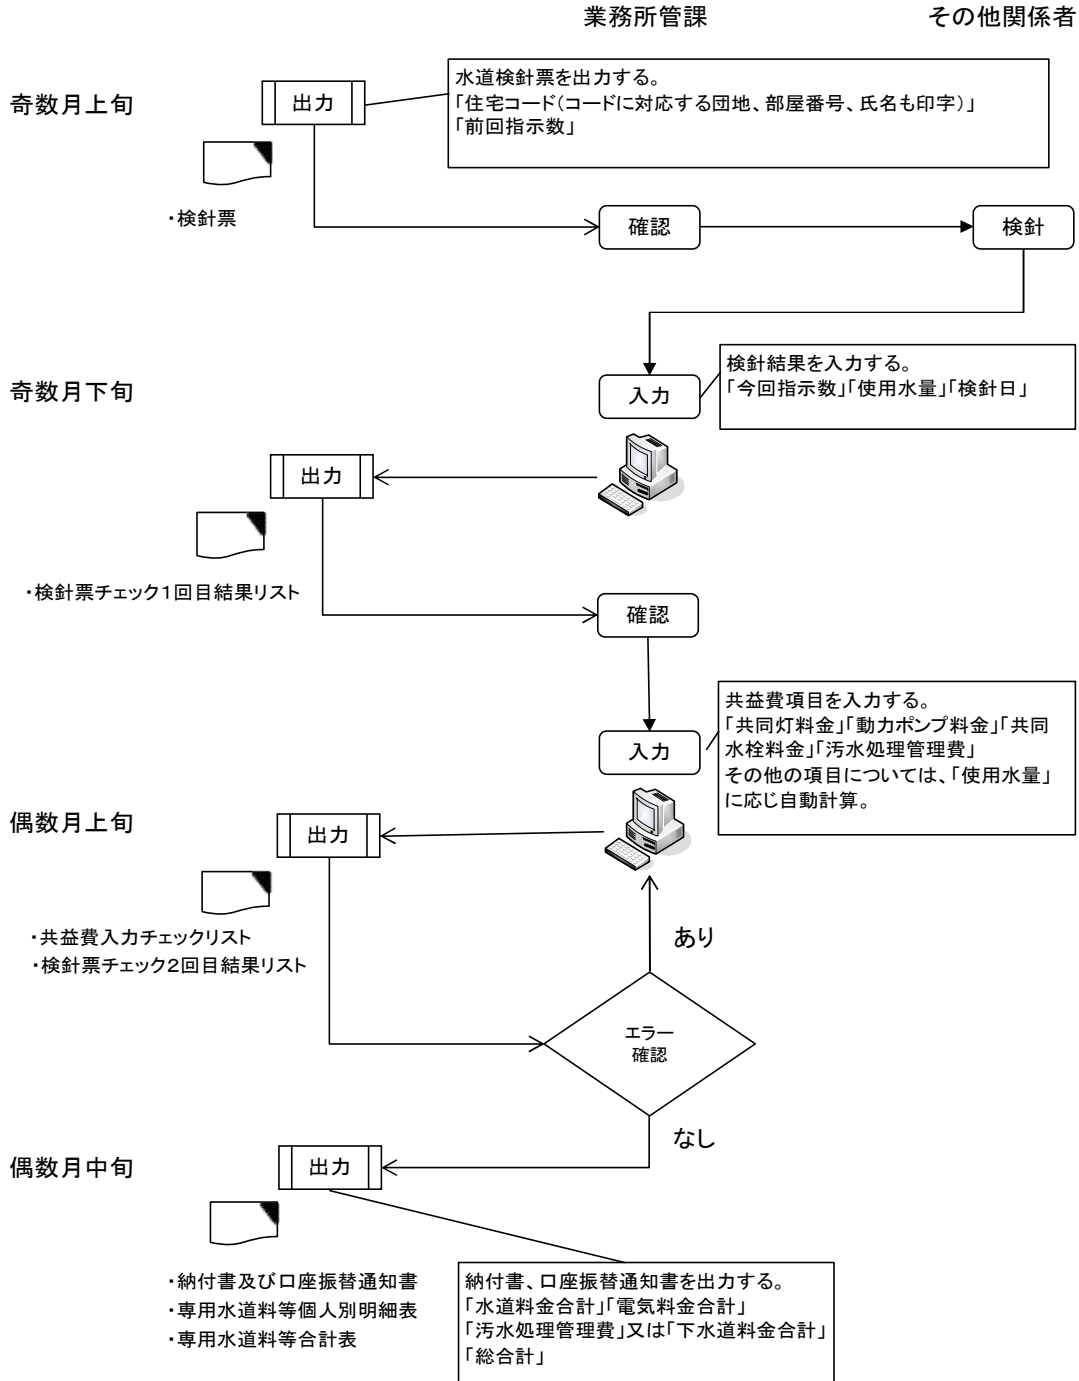 業務所管課
その他関係者
奇数月上旬
出力
水道検針票を出力する。
「住宅コード(コードに対応する団地、部屋番号、氏名も印字)」
「前回指示数」
・検針票
確認
検針
奇数月下旬
入力
検針結果を入力する。
「今回指示数」「使用水量」「検針日」
出力
・検針票チェック1回目結果リスト
確認
入力
共益費項目を入力する。
「共同灯料金」「動力ポンプ料金」「共同
水栓料金」「汚水処理管理費」
その他の項目については、「使用水量」
に応じ自動計算。
偶数月上旬
出力
・共益費入力チェックリスト
・検針票チェック2回目結果リスト
あり
エラー
確認
なし
偶数月中旬
出力
・納付書及び口座振替通知書
・専用水道料等個人別明細表
・専用水道料等合計表
納付書、口座振替通知書を出力する。
「水道料金合計」「電気料金合計」
「汚水処理管理費」又は「下水道料金合計」
「総合計」